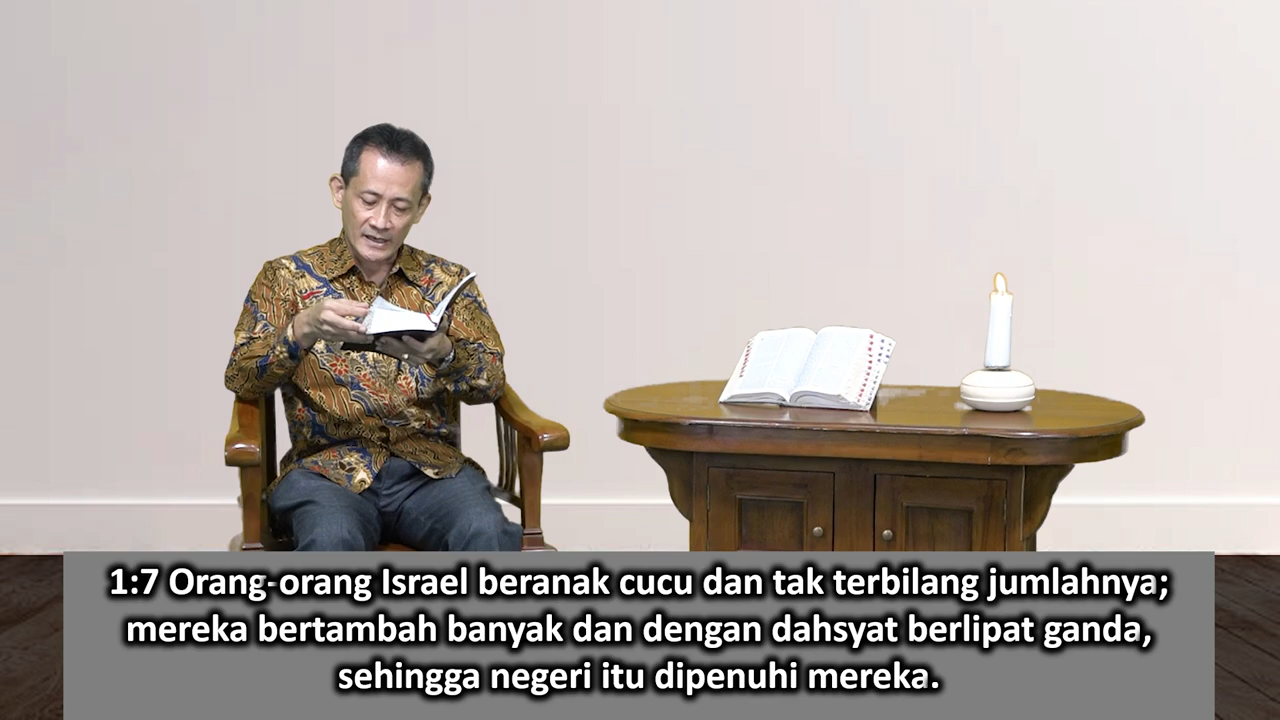 1:7 Orang-orang Israel beranak cucu dan tak terbilang jumlahnya;
mereka bertambah banyak dan dengan dahsyat berlipat ganda,
sehingga negeri itu dipenuhi mereka.